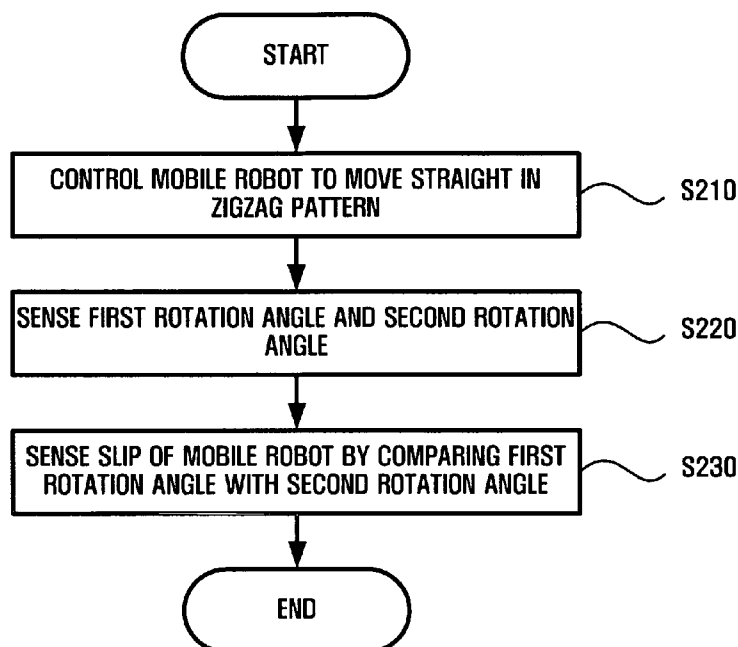 START
CONTROL MOBILE ROBOT TO MOVE STRAIGHT IN
ZIGZAG PATTERN
S210
SENSE FIRST ROTATION ANGLE AND SECOND ROTATION
ANGLE
S220
SENSE SLIP OF MOBILE ROBOT BY COMPARING FIRST
ROTATION ANGLE WITH SECOND ROTATION ANGLE
S230
END